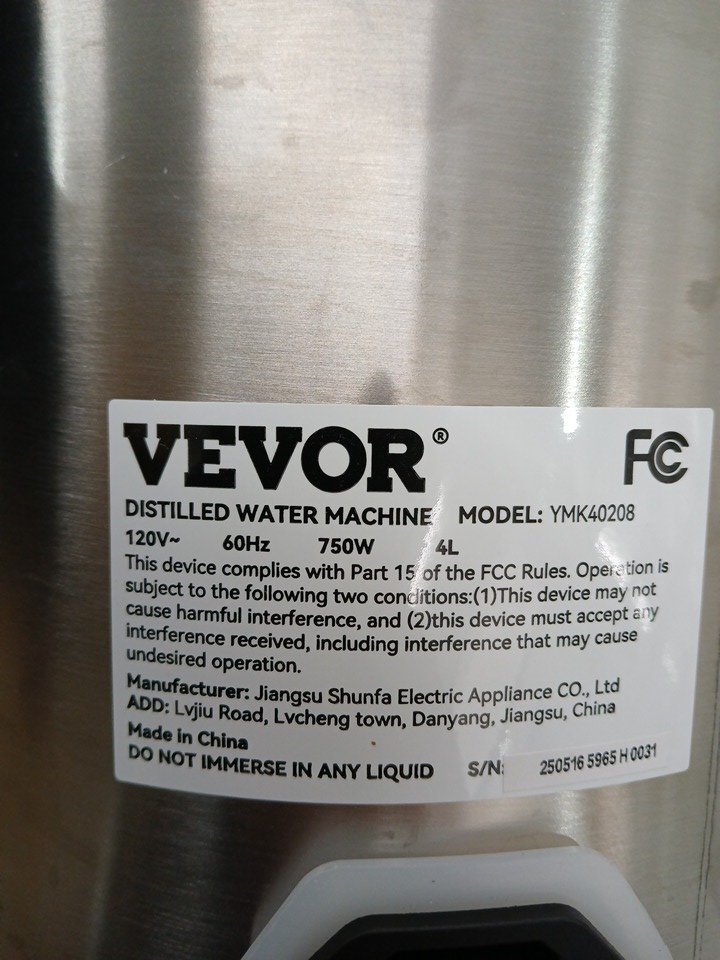 VEVOR®
FC
DISTILLED WATER MACHINE MODEL: YMK40208
120V~ 60Hz 750W 4L
This device complies with Part 15 of the FCC Rules. Operation is
subject to the following two conditions:(1)This device may not
cause harmful interference, and (2)this device must accept any
interference received, including interference that may cause
undesired operation.
Manufacturer: Jiangsu Shunfa Electric Appliance CO., Ltd
ADD: Lvjiu Road, Lvcheng town, Danyang, Jiangsu, China
Made in China
DO NOT IMMERSE IN ANY LIQUID S/N: 250516 5965 H 0031